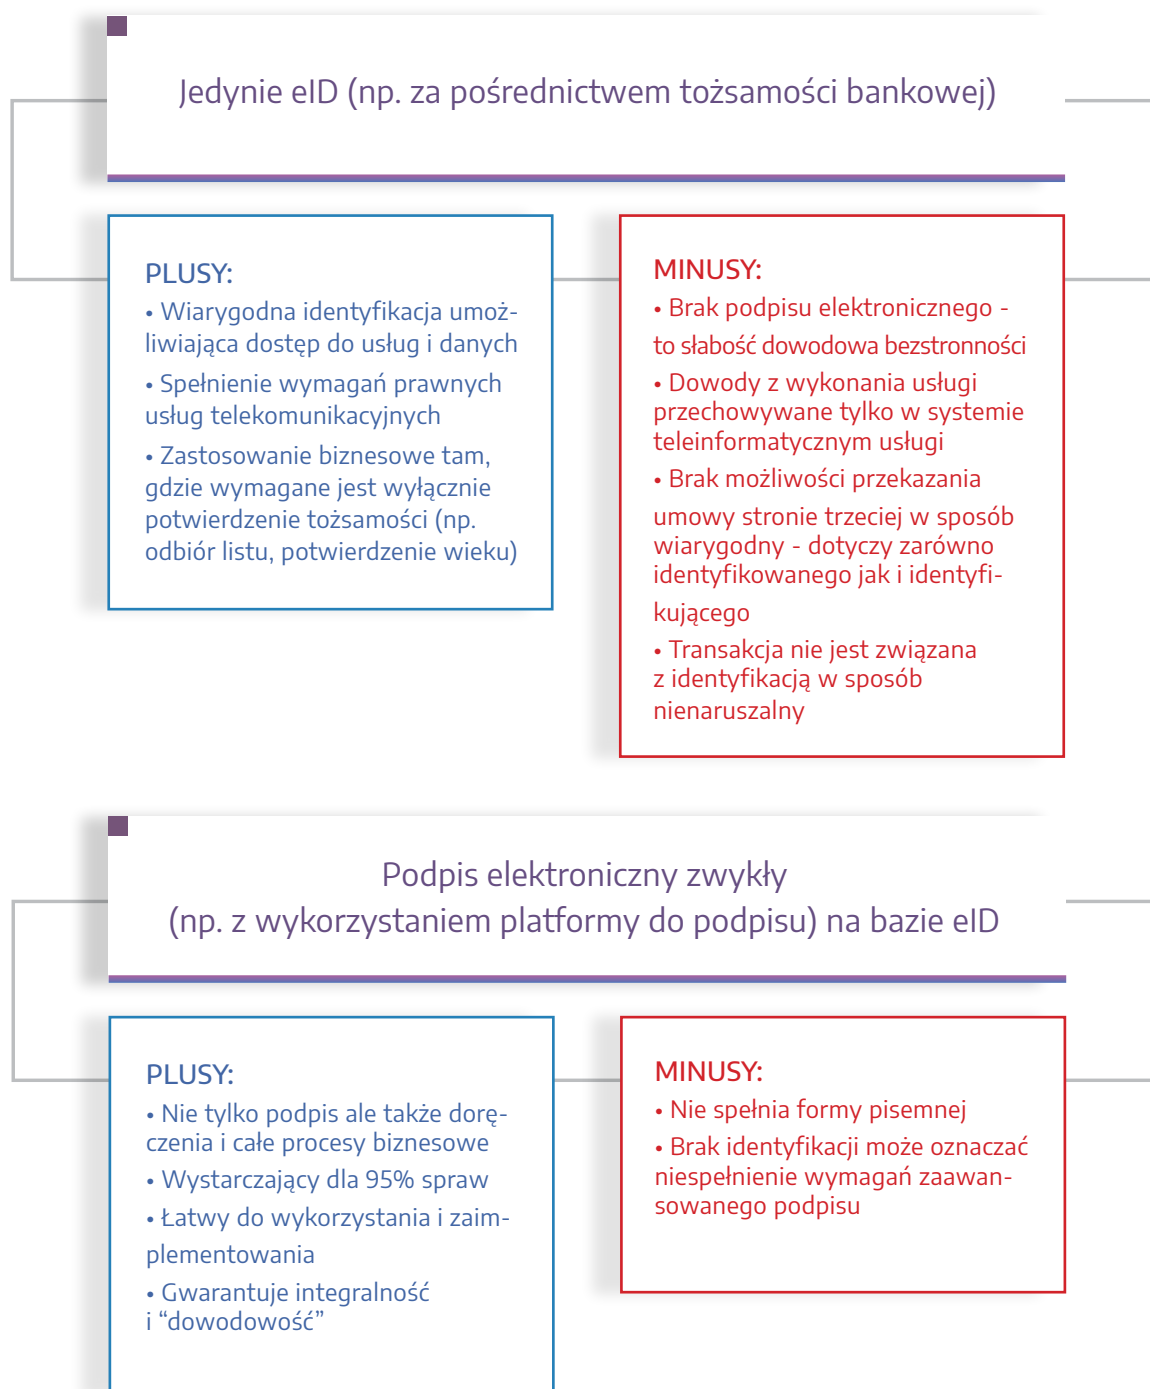 Jedynie eID (np. za pośrednictwem tożsamości bankowej)
PLUSY:
• Wiarygodna identyfikacja umoż-
liwiająca dostęp do usług i danych
• Spełnienie wymagań prawnych
usług telekomunikacyjnych
• Zastosowanie biznesowe tam,
gdzie wymagane jest wyłącznie
potwierdzenie tożsamości (np.
odbiór listu, potwierdzenie wieku)
MINUSY:
• Brak podpisu elektronicznego -
to słabość dowodowa bezstronności
• Dowody z wykonania usługi
przechowywane tylko w systemie
teleinformatycznym usługi
• Brak możliwości przekazania
umowy stronie trzeciej w sposób
wiarygodny - dotyczy zarówno
identyfikowanego jak i identyfi-
kującego
• Transakcja nie jest związana
z identyfikacją w sposób
nienaruszalny
Podpis elektroniczny zwykły
(np. z wykorzystaniem platformy do podpisu) na bazie eID
PLUSY:
• Nie tylko podpis ale także dorę-
czenia i całe procesy biznesowe
• Wystarczający dla 95% spraw
• Łatwy do wykorzystania i zaim-
plementowania
• Gwarantuje integralność
i “dowodowość”
MINUSY:
• Nie spełnia formy pisemnej
• Brak identyfikacji może oznaczać
niespełnienie wymagań zaawan-
sowanego podpisu